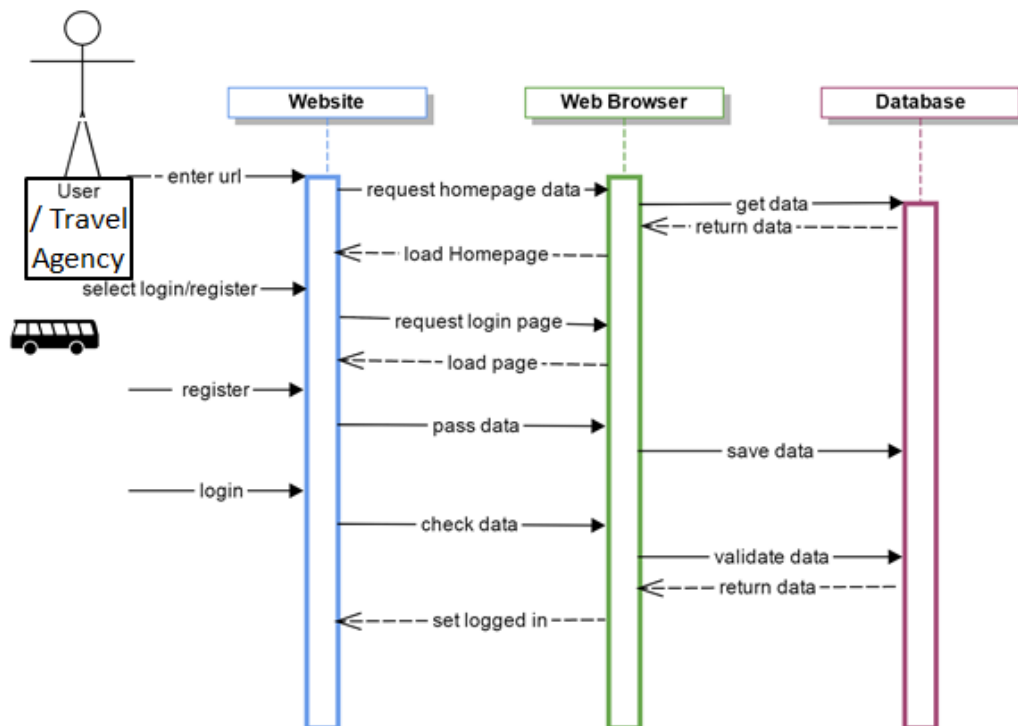 Website
Web Browser
Database
enter url
User
/ Travel
Agency
request homepage data
get data
return data
load Homepage
select login/register
request login page
load page
register
pass data
save data
login
check data
validate data
return data
set logged in